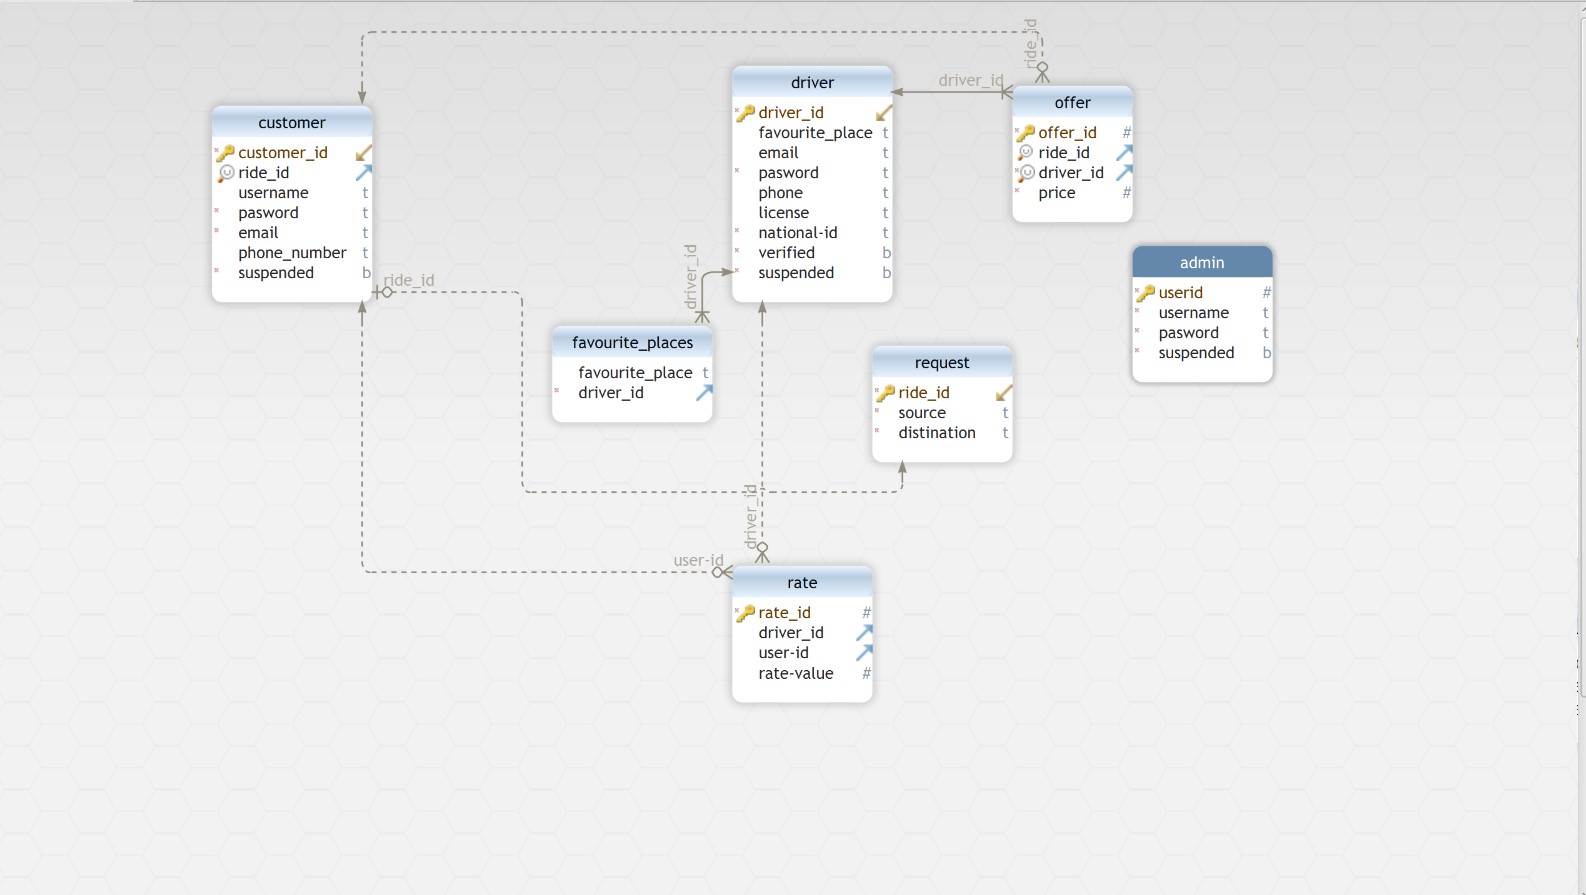 ride_id
customer
customer_id
ride_id t
username t
pasword t
email t
phone_number t
suspended b
ride_id
driver
driver_id
favourite_place t
email t
pasword t
phone t
license t
national-id t
verified b
suspended b
driver_id
offer
offer_id #
ride_id
driver_id
price #
admin
userid #
username t
pasword t
suspended b
driver_id
favourite_places
favourite_place t
driver_id
request
ride_id
source t
distination t
driver_id
user-id
rate
rate_id #
driver_id
user-id
rate-value #